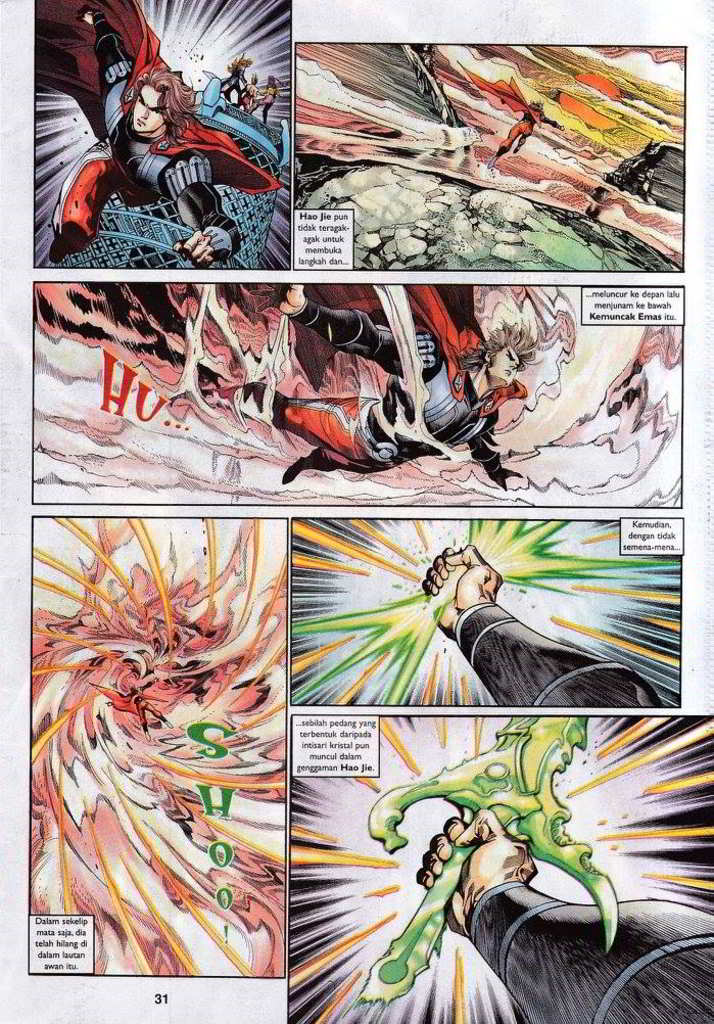 Hao Jie pun
tidak teragak-
agak untuk
membuka
langkah dan...
...meluncur ke depan lalu
menjunam ke bawah
Kemuncak Emas itu.
HU...
SHOO!
Dalam sekelip
mata saja, dia
telah hilang di
dalam lautan
awan itu.
Kemudian,
dengan tidak
semena-mena...
...sebilah pedang yang
terbentuk daripada
intisari kristal pun
muncul dalam
genggaman Hao Jie.
31